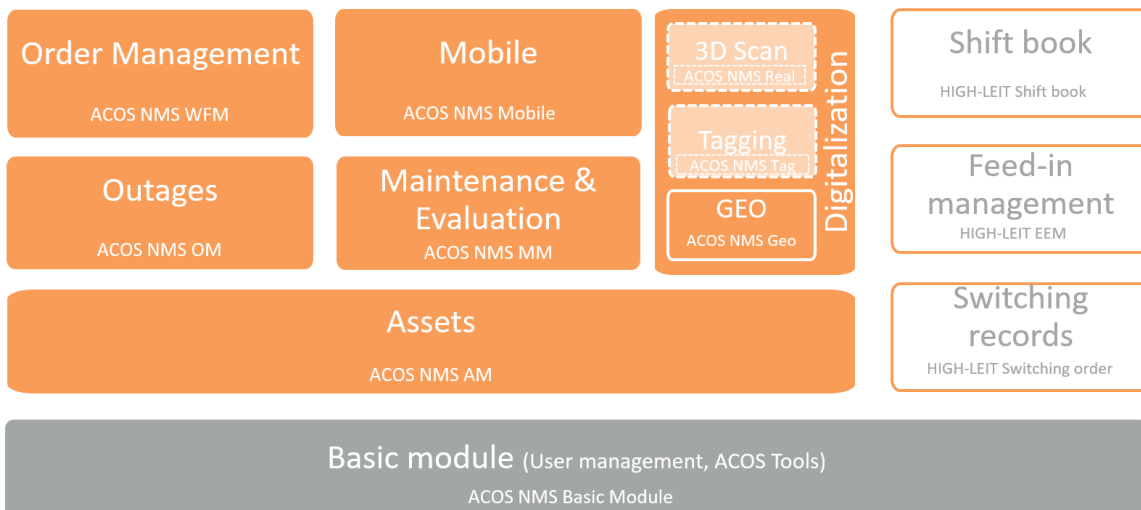 Order Management
ACOS NMS WFM
Mobile
ACOS NMS Mobile
Outages
ACOS NMS OM
Maintenance &
Evaluation
ACOS NMS MM
3D Scan
ACOS NMS Real
Tagging
ACOS NMS Tag
GEO
ACOS NMS Geo
Digitalization
Assets
ACOS NMS AM
Shift book
HIGH-LEIT Shift book
Feed-in
management
HIGH-LEIT EEM
Switching
records
HIGH-LEIT Switching order
Basic module (User management, ACOS Tools)
ACOS NMS Basic Module